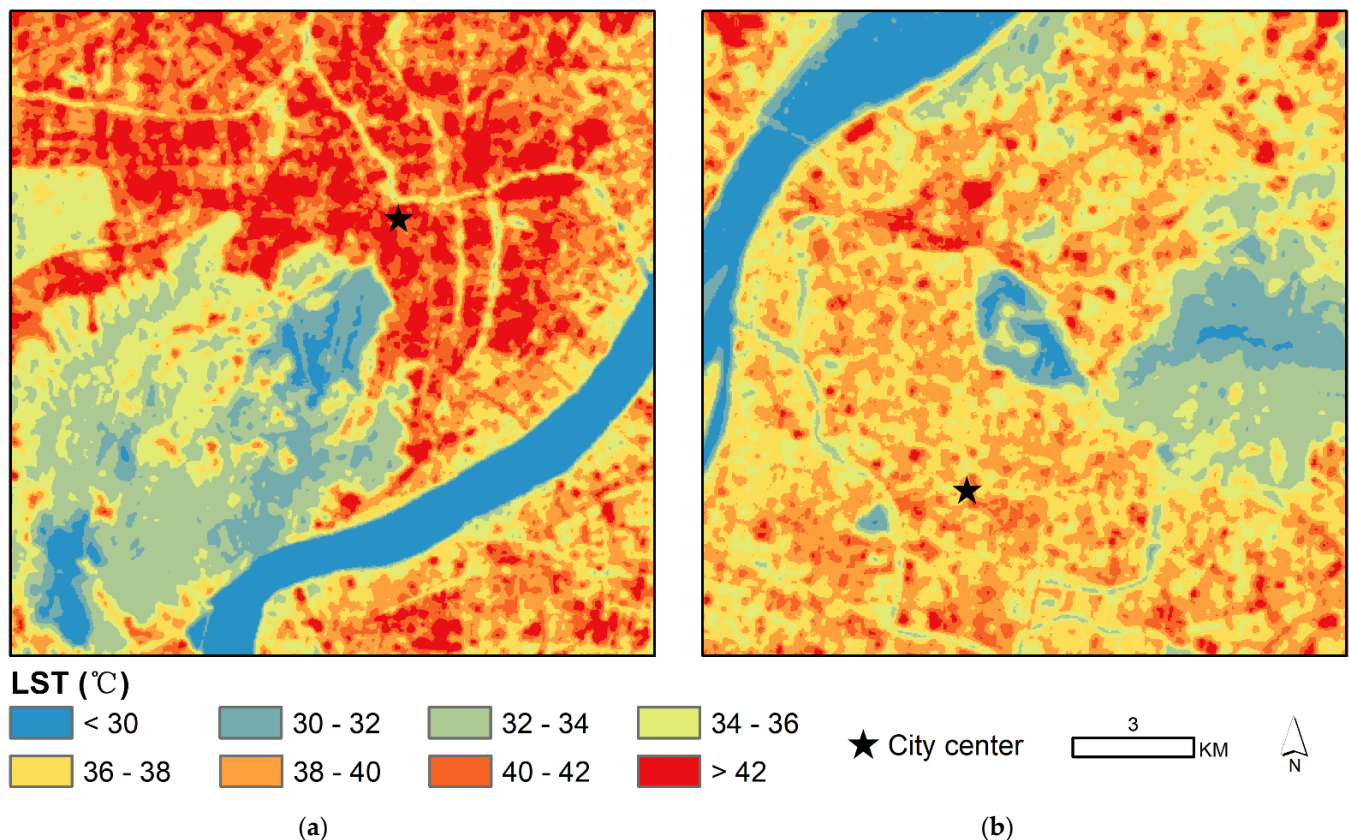 LST (℃)
< 30
30 - 32
32 - 34
34 - 36
36 - 38
38 - 40
40 - 42
> 42
City center
3
KM
N
(a)
(b)